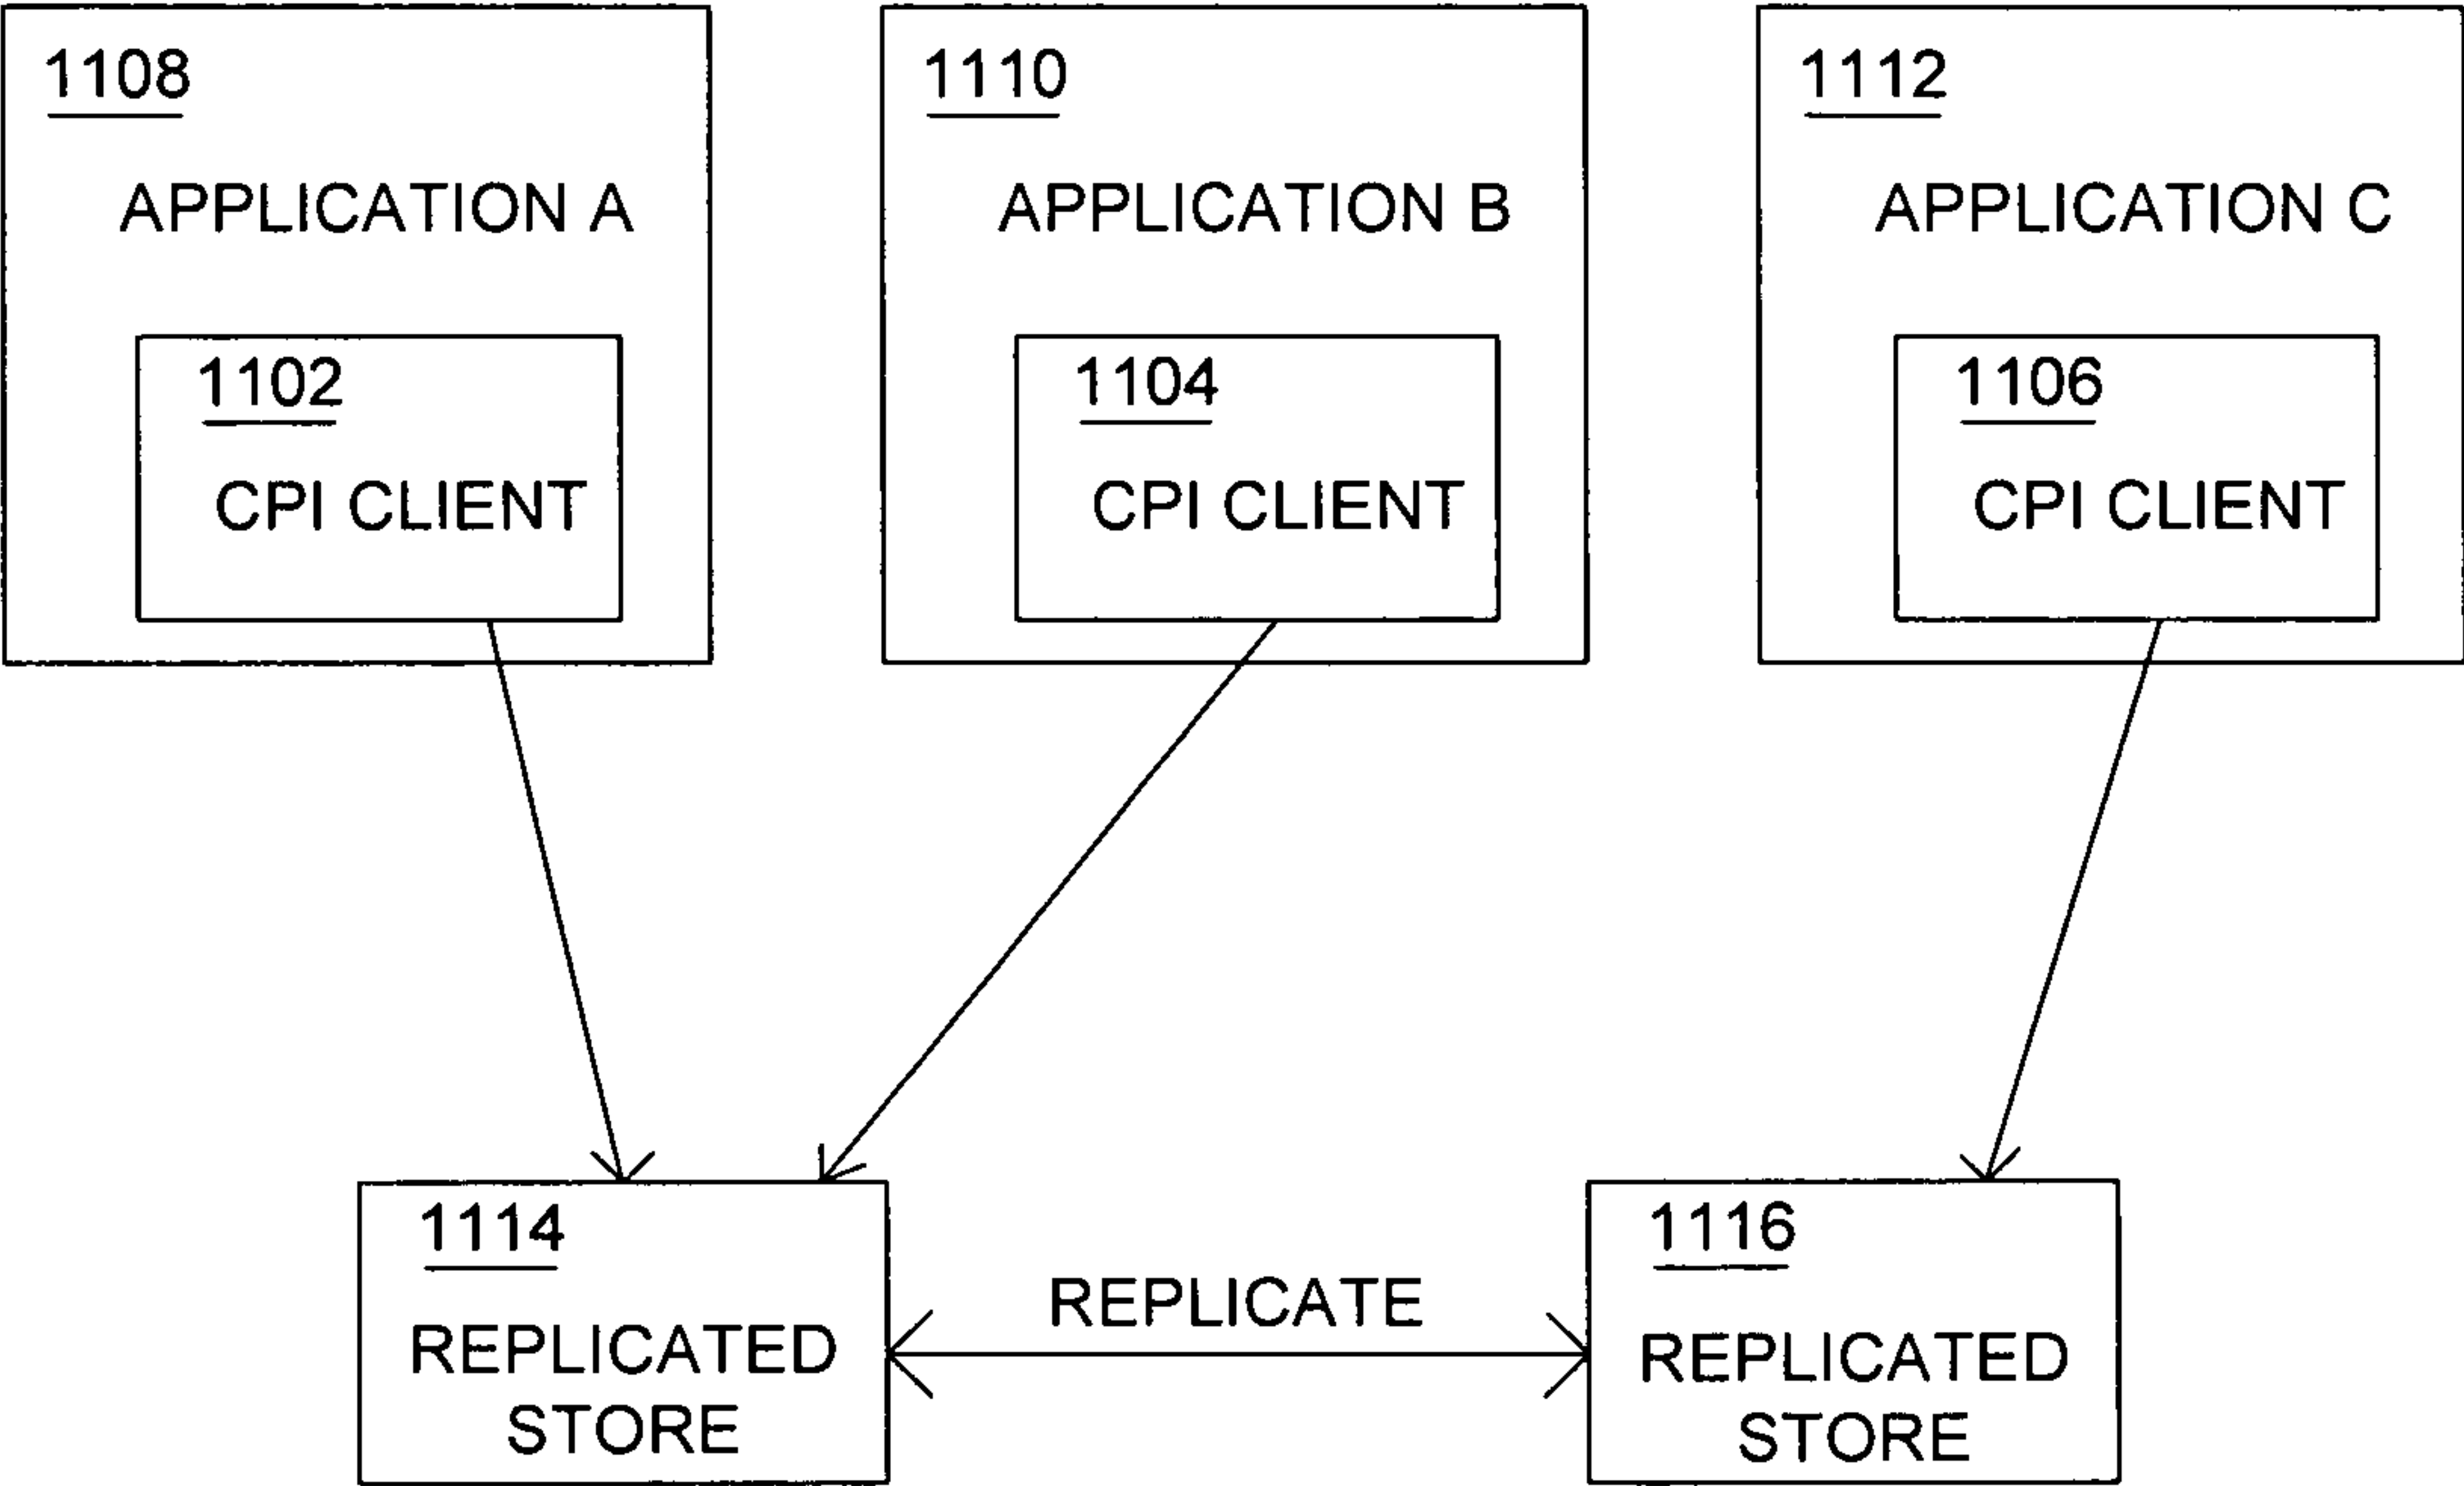 1108
APPLICATION A
1102
CPI CLIENT
1110
APPLICATION B
1104
CPI CLIENT
1112
APPLICATION C
1106
CPI CLIENT
1114
REPLICATED
STORE
REPLICATE
1116
REPLICATED
STORE